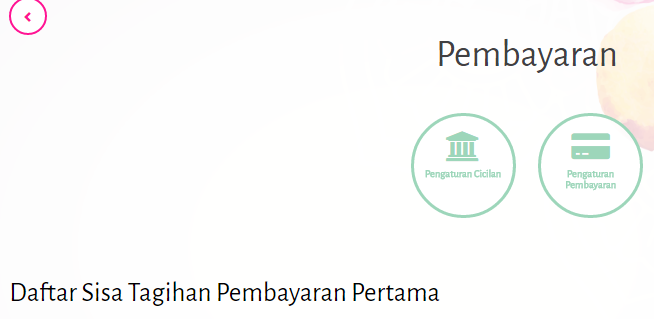 Pembayaran
Pengaturan Cicilan
Pengaturan
Pembayaran
Daftar Sisa Tagihan Pembayaran Pertama